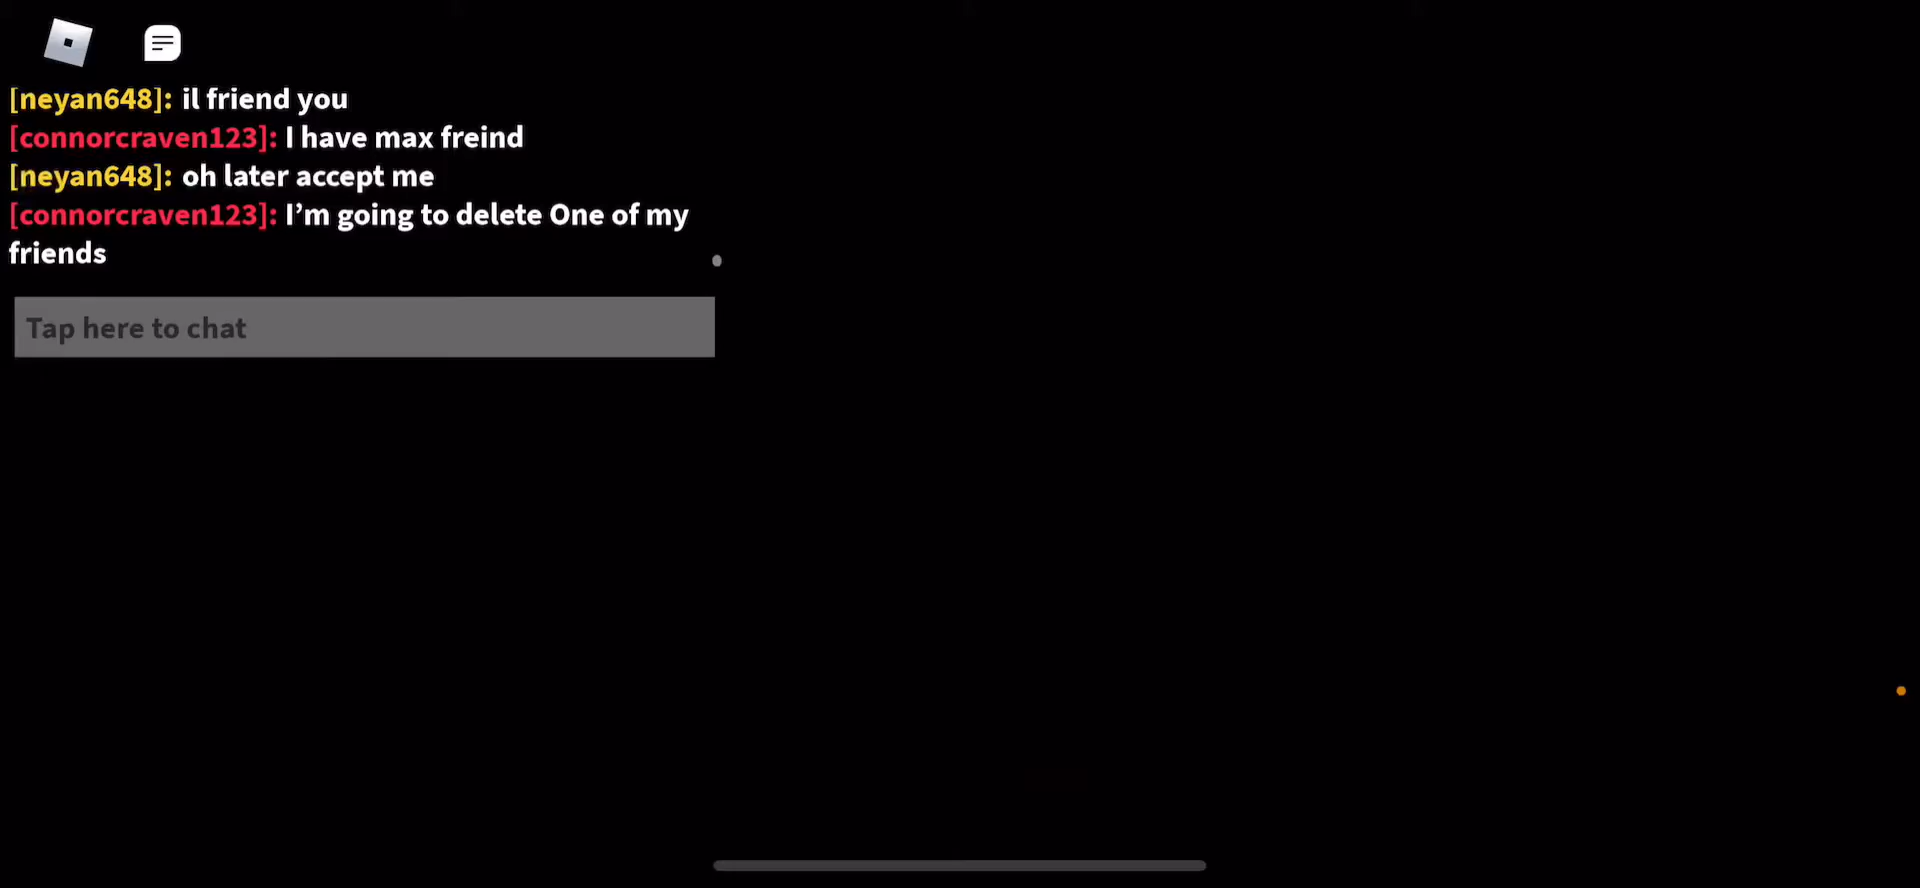 [neyan648]: il friend you
[connorcraven123]: I have max freind
[neyan648]: oh later accept me
[connorcraven123]: I’m going to delete One of my
friends
Tap here to chat